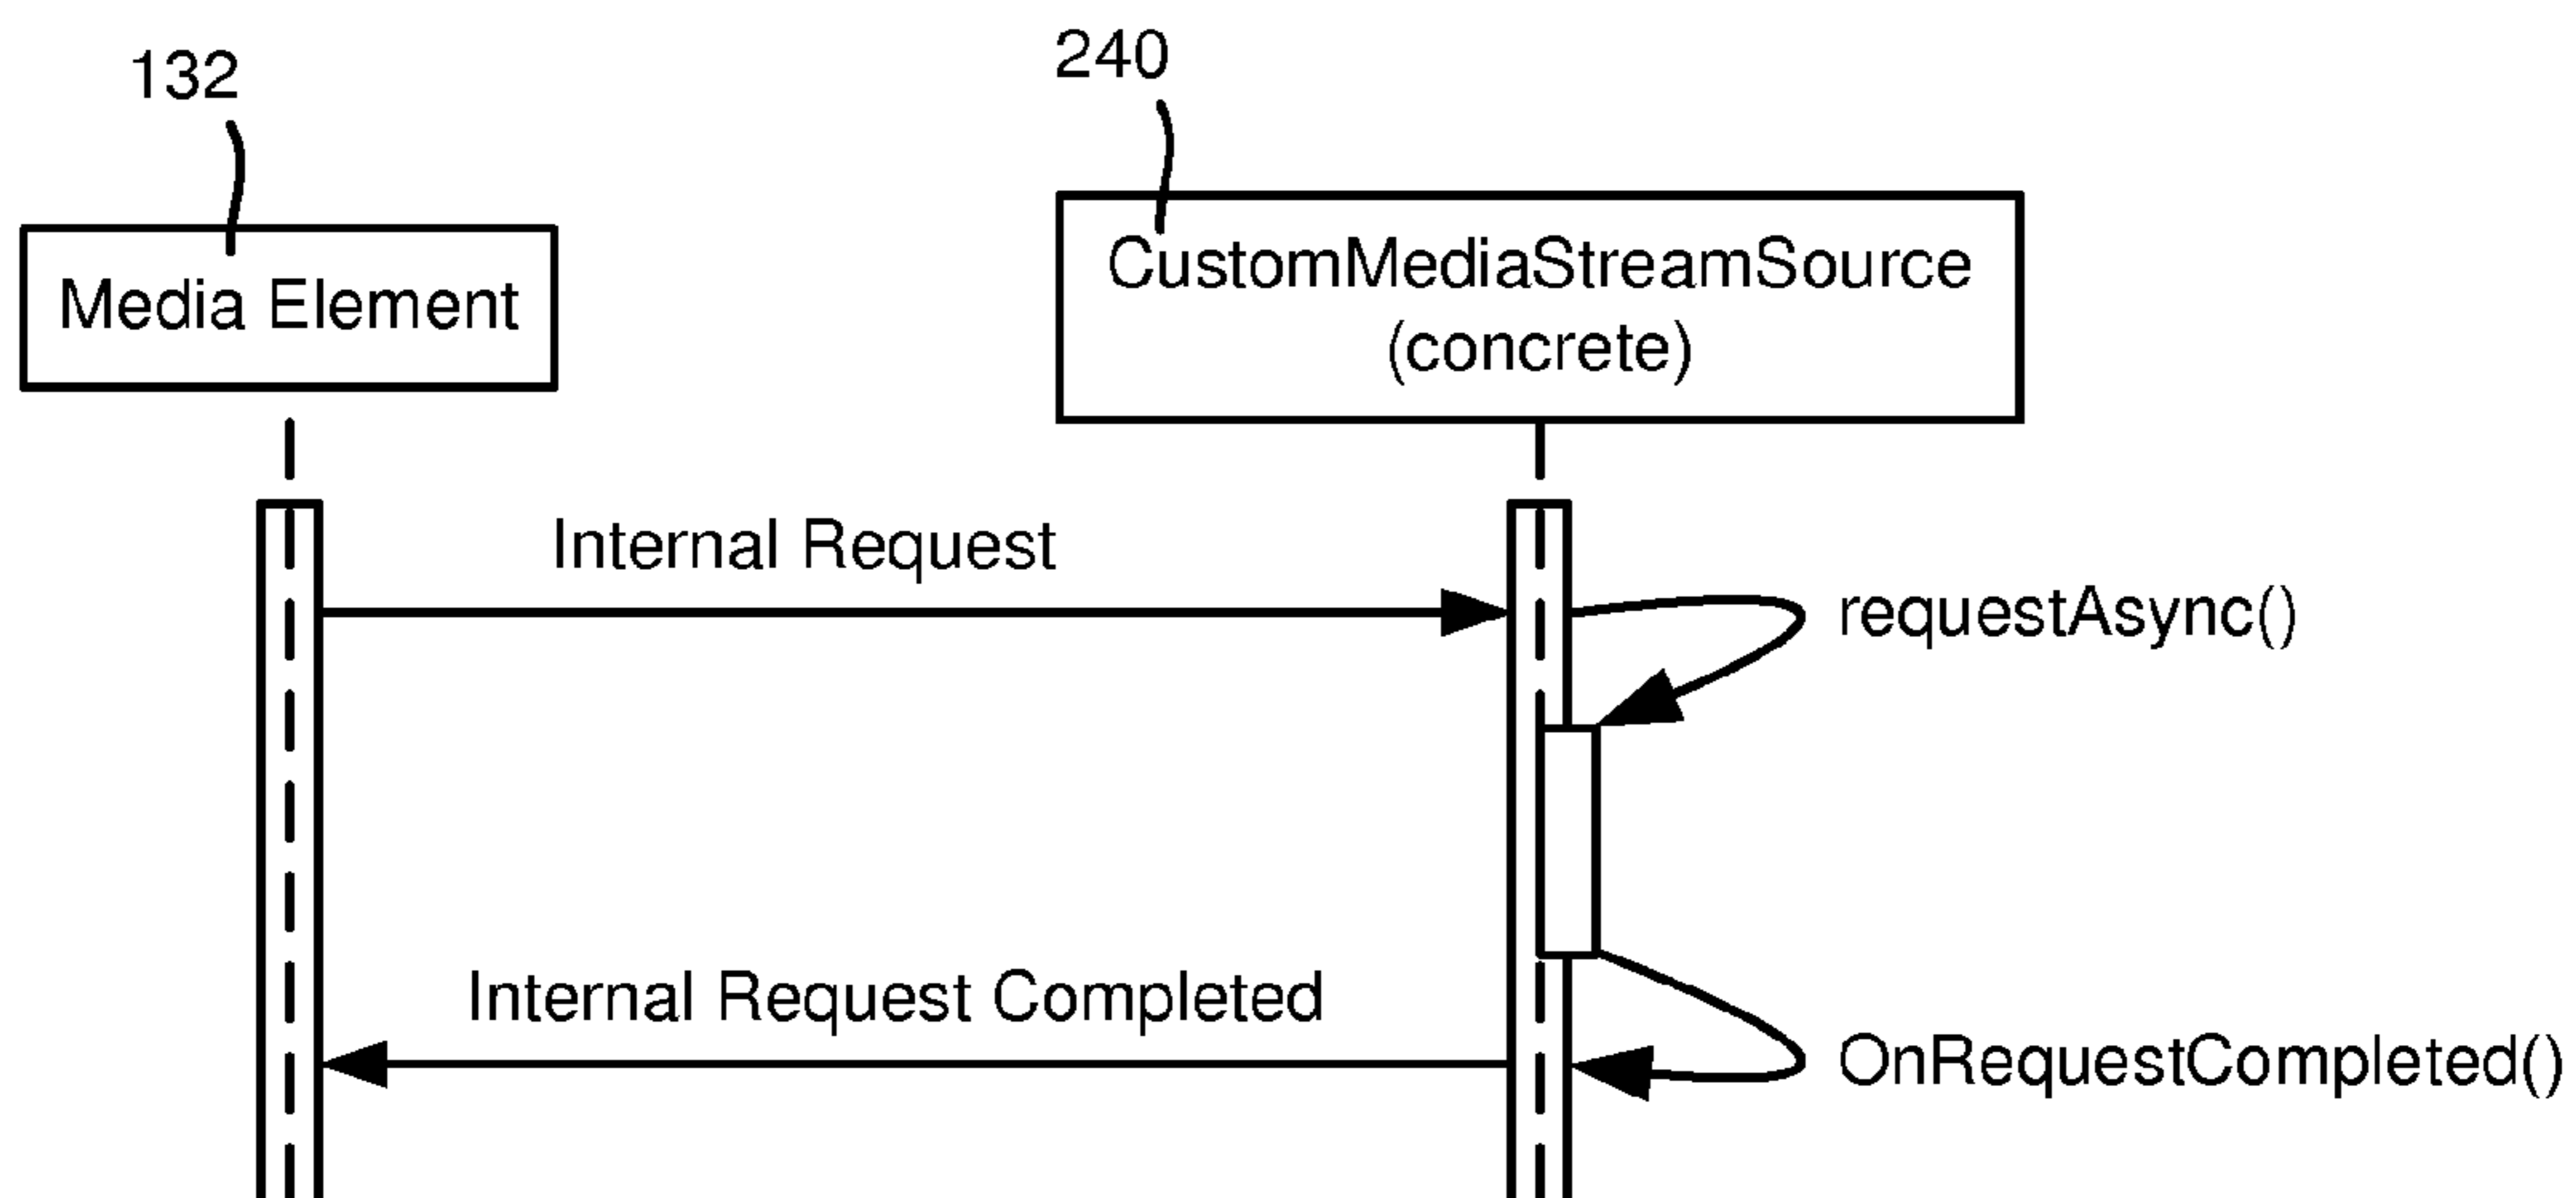 132
240
Media Element
CustomMediaStreamSource
(concrete)
Internal Request
requestAsync()
Internal Request Completed
OnRequestCompleted()